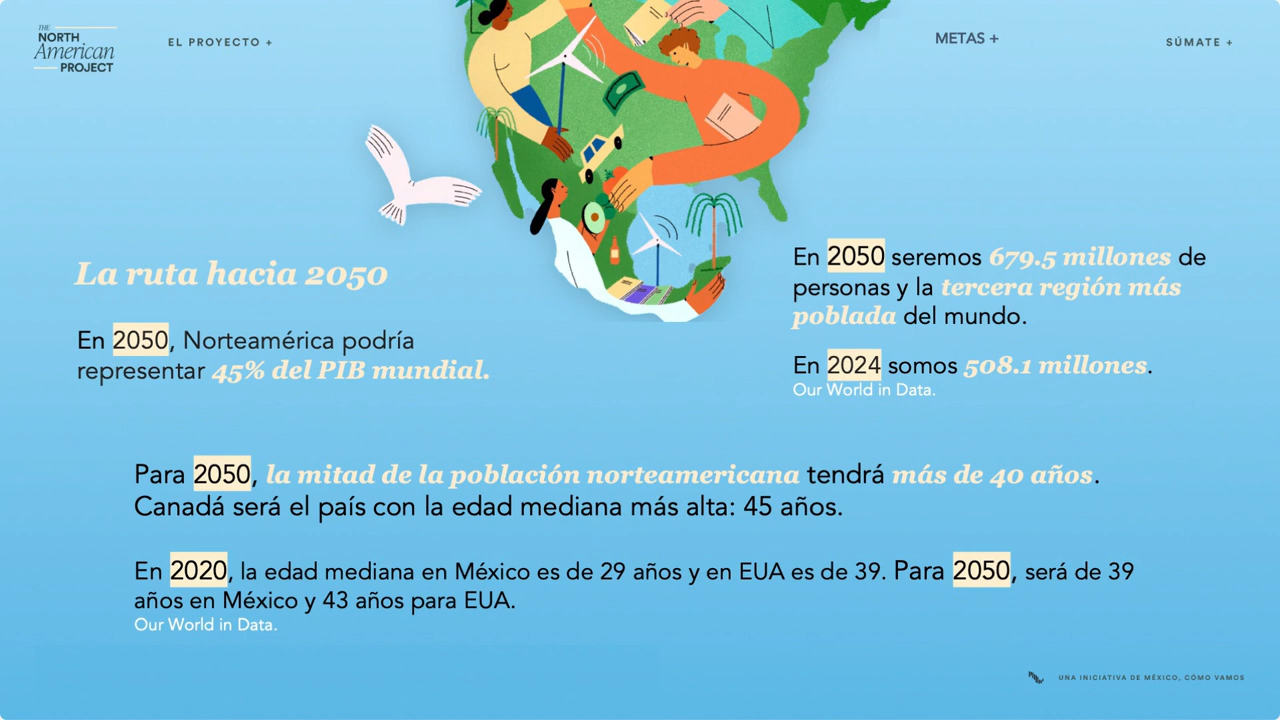 THE
NORTH
American
PROJECT
EL PROYECTO +
METAS +
SÚMATE +
La ruta hacia 2050
En 2050, Norteamérica podría
representar 45% del PIB mundial.
En 2050 seremos 679.5 millones de
personas y la tercera región más
poblada del mundo.
En 2024 somos 508.1 millones.
Our World in Data.
Para 2050, la mitad de la población norteamericana tendrá más de 40 años.
Canadá será el país con la edad mediana más alta: 45 años.
En 2020, la edad mediana en México es de 29 años y en EUA es de 39. Para 2050, será de 39
años en México y 43 años para EUA.
Our World in Data.
UNA INICIATIVA DE MÉXICO, CÓMO VAMOS